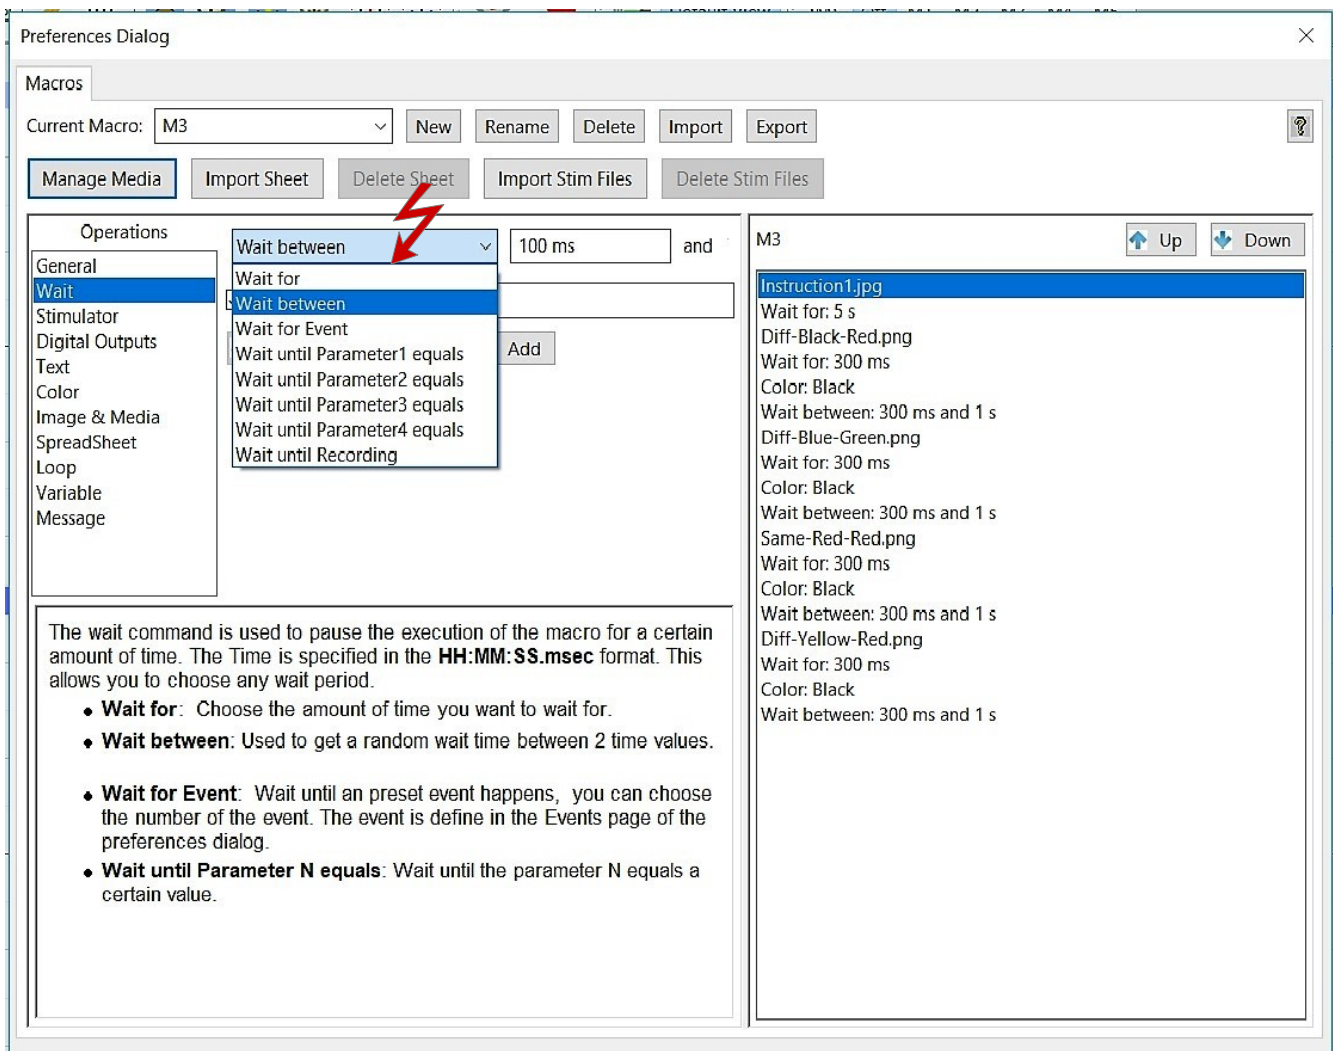 Preferences Dialog
Macros
Current Macro: M3 New Rename Delete Import Export
Manage Media Import Sheet Delete Sheet Import Stim Files Delete Stim Files
Operations
General
Wait
Stimulator
Digital Outputs
Text
Color
Image & Media
SpreadSheet
Loop
Variable
Message
Wait between 100 ms and
Wait for
Wait between
Wait for Event
Wait until Parameter1 equals
Wait until Parameter2 equals
Wait until Parameter3 equals
Wait until Parameter4 equals
Wait until Recording
Add
The wait command is used to pause the execution of the macro for a certain
amount of time. The Time is specified in the HH:MM:SS.msec format. This
allows you to choose any wait period.
• Wait for: Choose the amount of time you want to wait for.
• Wait between: Used to get a random wait time between 2 time values.
• Wait for Event: Wait until an preset event happens, you can choose
the number of the event. The event is define in the Events page of the
preferences dialog.
• Wait until Parameter N equals: Wait until the parameter N equals a
certain value.
M3 Up Down
Instruction1.jpg
Wait for: 5 s
Diff-Black-Red.png
Wait for: 300 ms
Color: Black
Wait between: 300 ms and 1 s
Diff-Blue-Green.png
Wait for: 300 ms
Color: Black
Wait between: 300 ms and 1 s
Same-Red-Red.png
Wait for: 300 ms
Color: Black
Wait between: 300 ms and 1 s
Diff-Yellow-Red.png
Wait for: 300 ms
Color: Black
Wait between: 300 ms and 1 s